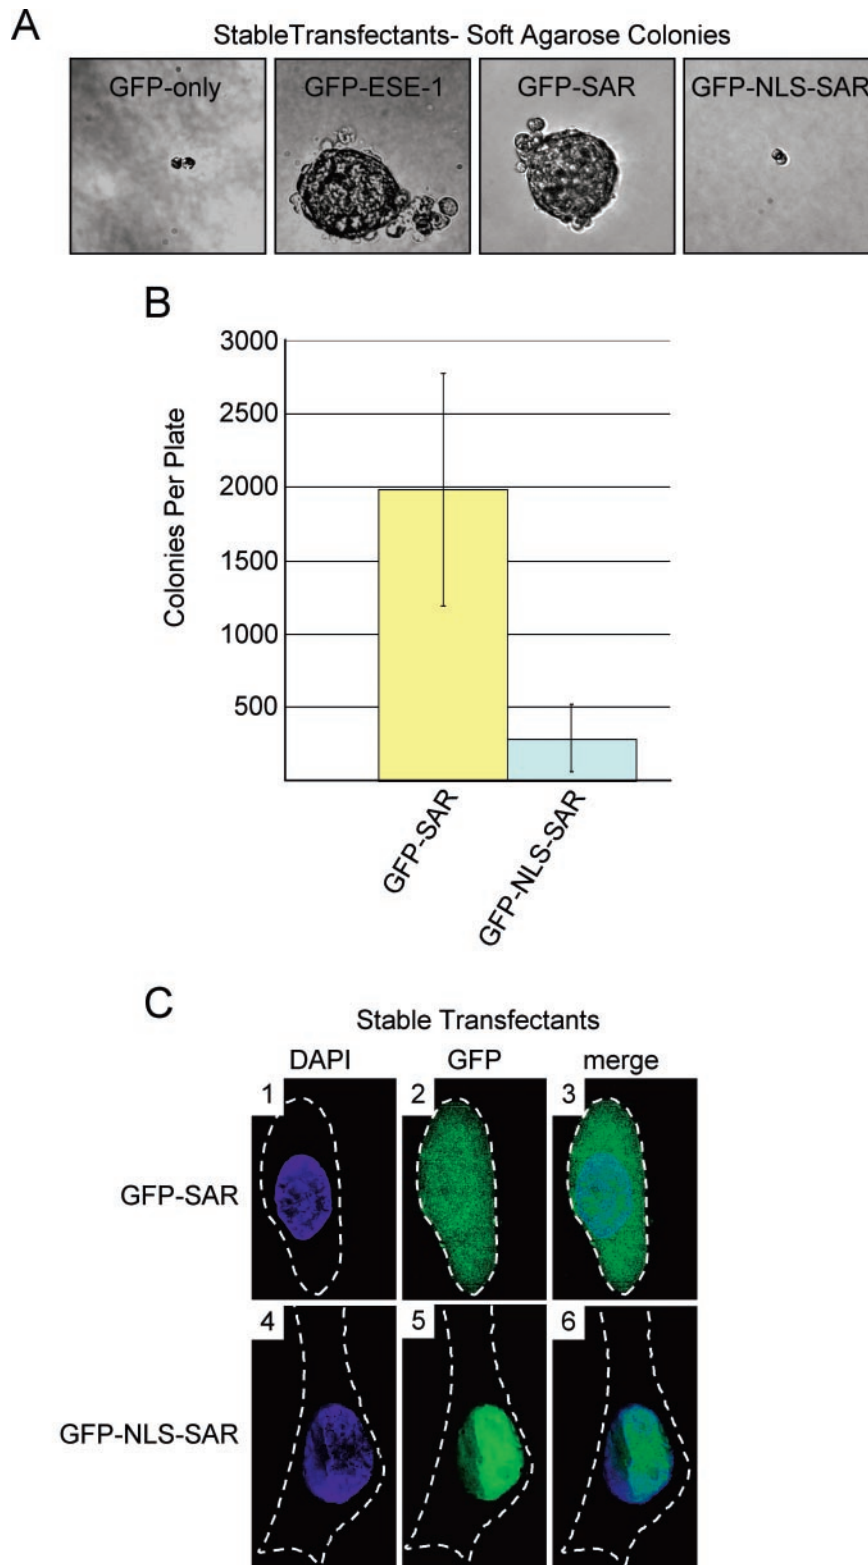 A
StableTransfectants- Soft Agarose Colonies
GFP-only
GFP-ESE-1
GFP-SAR
GFP-NLS-SAR
B
Colonies Per Plate
3000
2500
2000
1500
1000
500
GFP-SAR
GFP-NLS-SAR
C
Stable Transfectants
DAPI
GFP
merge
GFP-SAR
1
2
3
GFP-NLS-SAR
4
5
6